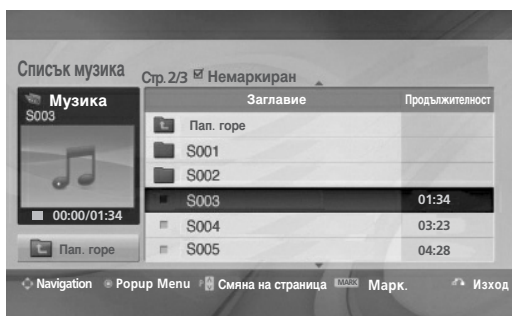 Списък музика
Стр. 2/3 Немаркиран
Музика
S003
00:00/01:34
Пап. горе
Заглавие Продължителност
Пап. горе
S001
S002
S003 01:34
S004 03:23
S005 04:28
Navigation Popup Menu P Смяна на страница MARK Марк. Изход